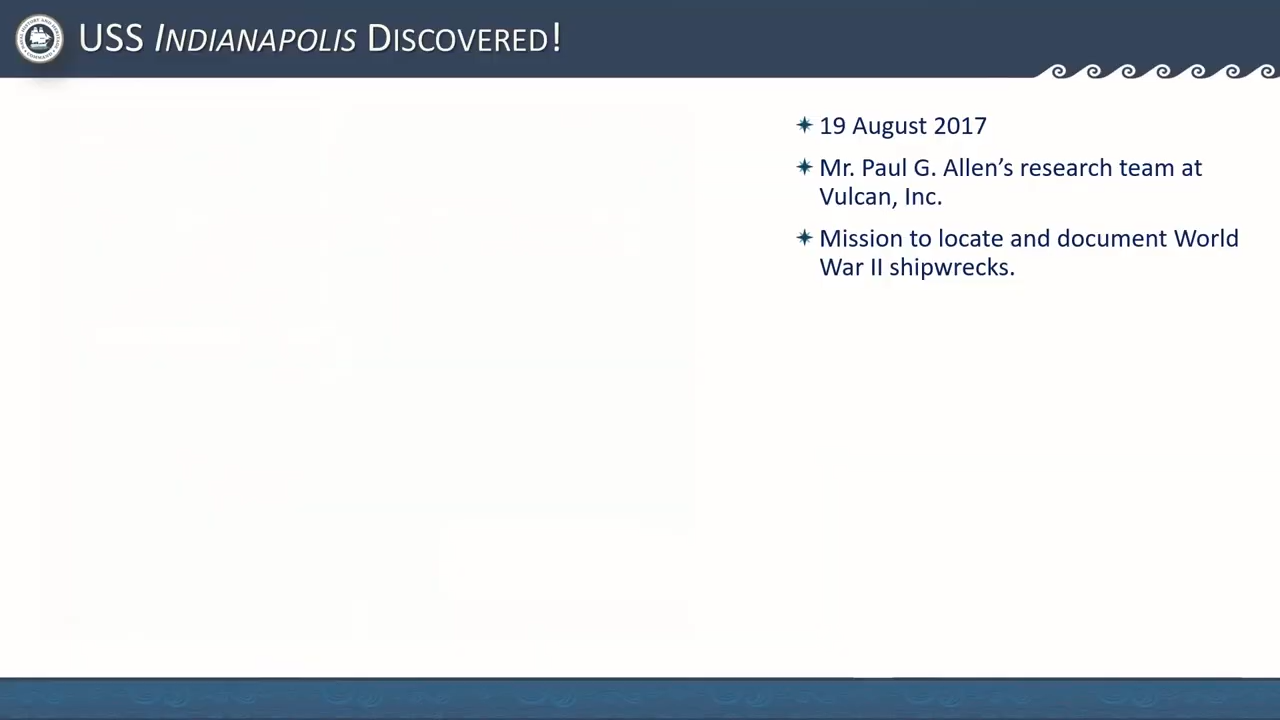 USS INDIANAPOLIS DISCOVERED!
19 August 2017
Mr. Paul G. Allen’s research team at
Vulcan, Inc.
Mission to locate and document World
War II shipwrecks.